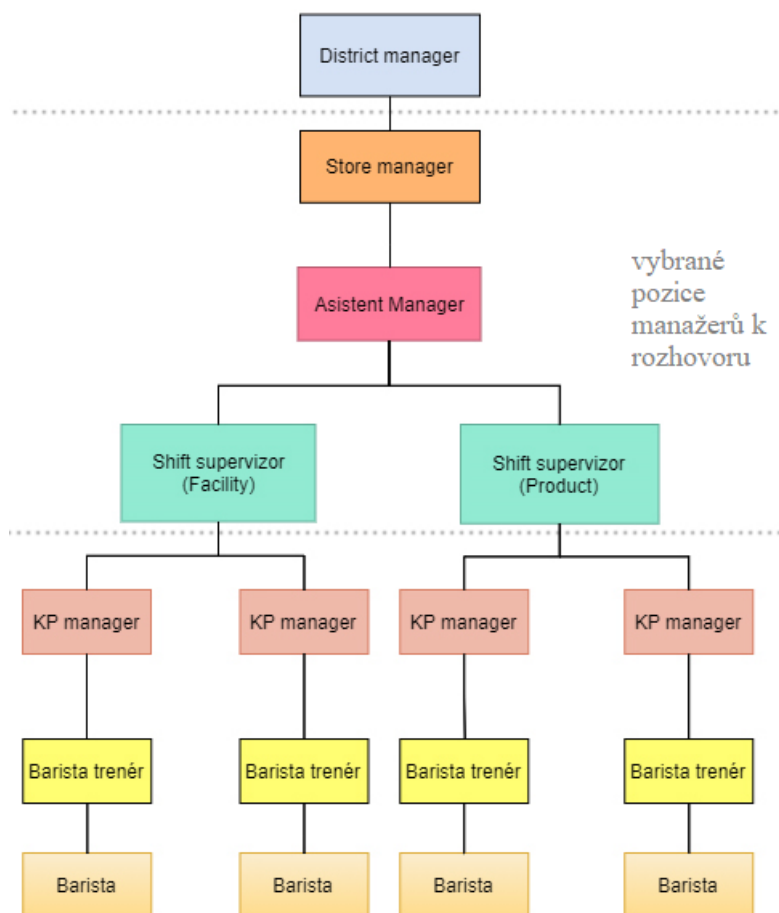 District manager
Store manager
Asistent Manager
vybrané
pozice
manažerů k
rozhovoru
Shift supervizor
(Facility)
Shift supervizor
(Product)
KP manager
KP manager
KP manager
KP manager
Barista trenér
Barista trenér
Barista trenér
Barista trenér
Barista
Barista
Barista
Barista